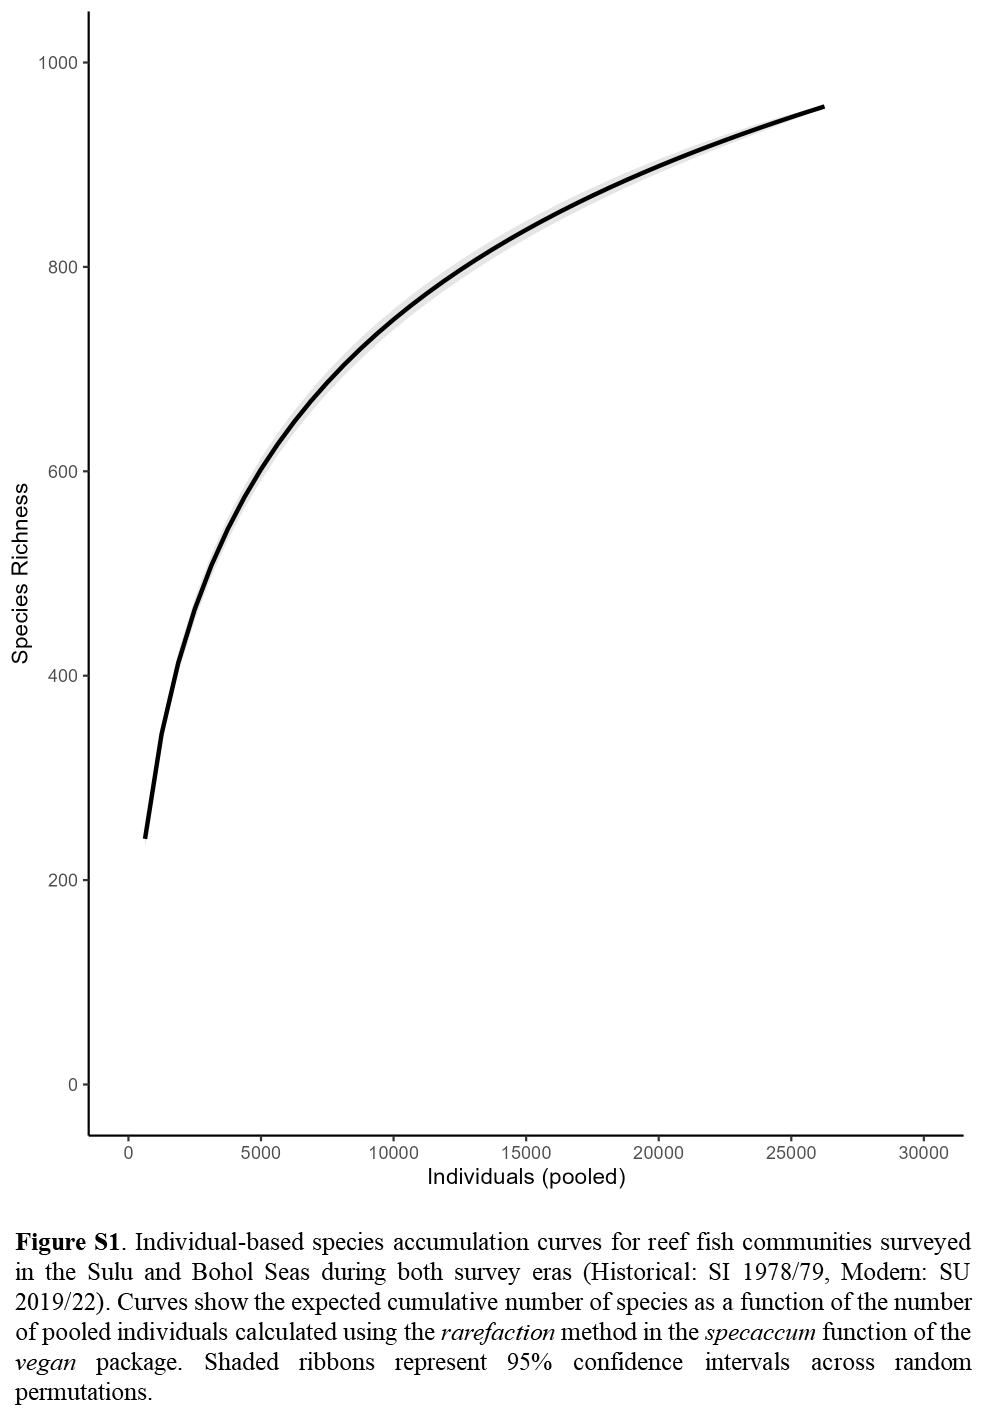 1000
800
600
400
200
0
Species Richness
0 5000 10000 15000 20000 25000 30000
Individuals (pooled)
Figure S1. Individual-based species accumulation curves for reef fish communities surveyed
in the Sulu and Bohol Seas during both survey eras (Historical: SI 1978/79, Modern: SU
2019/22). Curves show the expected cumulative number of species as a function of the number
of pooled individuals calculated using the rarefaction method in the specaccum function of the
vegan package. Shaded ribbons represent 95% confidence intervals across random
permutations.